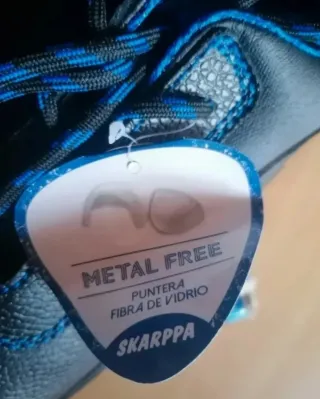 METAL FREE
PUNTERA
FIBRA DE VIDRIO
SKARPPA